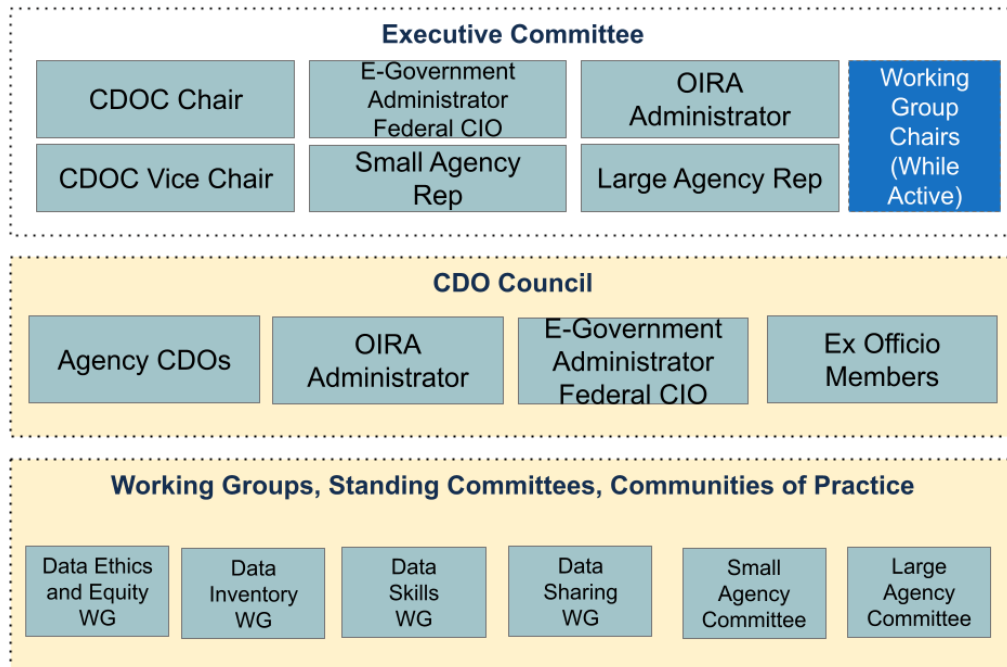 Executive Committee
CDOC Chair
E-Government
Administrator
Federal CIO
OIRA
Administrator
Working
Group
Chairs
(While
Active)
CDOC Vice Chair
Small Agency
Rep
Large Agency Rep
CDO Council
Agency CDOs
OIRA
Administrator
E-Government
Administrator
Federal CIO
Ex Officio
Members
Working Groups, Standing Committees, Communities of Practice
Data Ethics
and Equity
WG
Data
Inventory
WG
Data
Skills
WG
Data
Sharing
WG
Small
Agency
Committee
Large
Agency
Committee